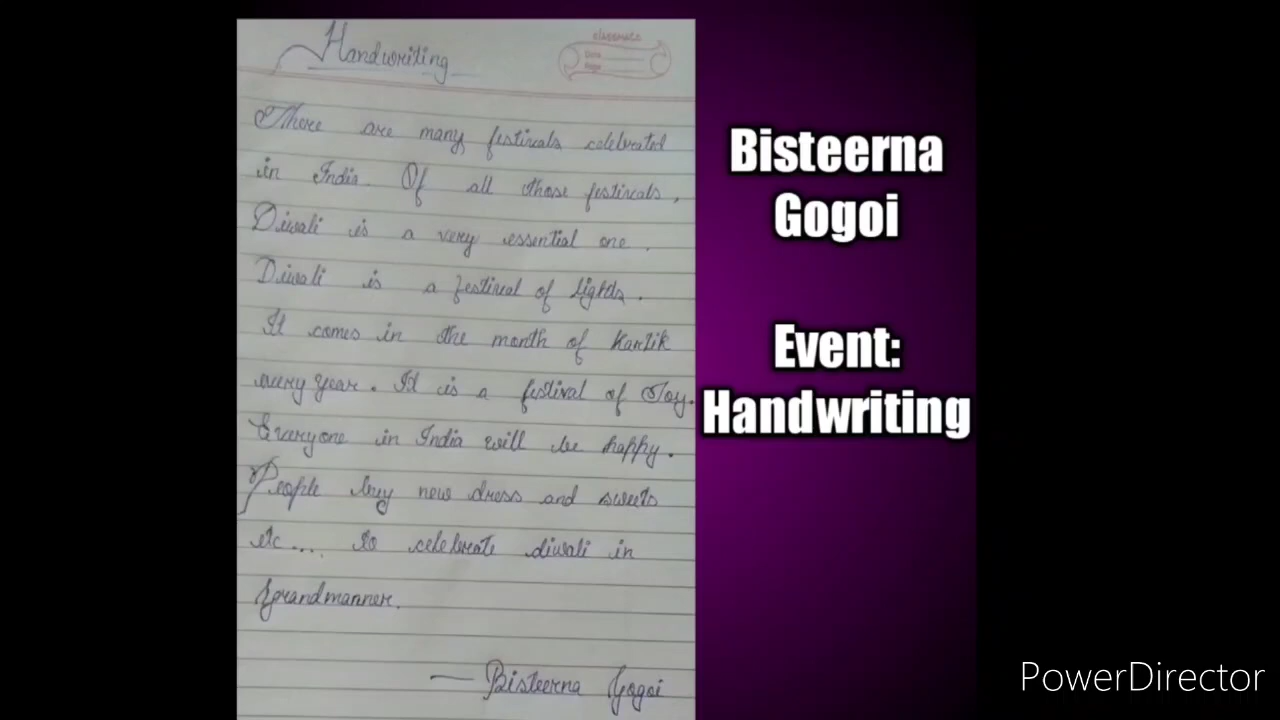 Handwriting
classmate
Date
Page
There are many festivals celebrated
in India. Of all those festivals,
Diwali is a very essential one.
Diwali is a festival of lights.
It comes in the month of Kartik
every year. It is a festival of Joy.
Everyone in India will be happy.
People buy new dress and sweets
etc.... to celebrate diwali in
grandmanner.
— Bisteerna Gogoi
Bisteerna
Gogoi
Event:
Handwriting
PowerDirector